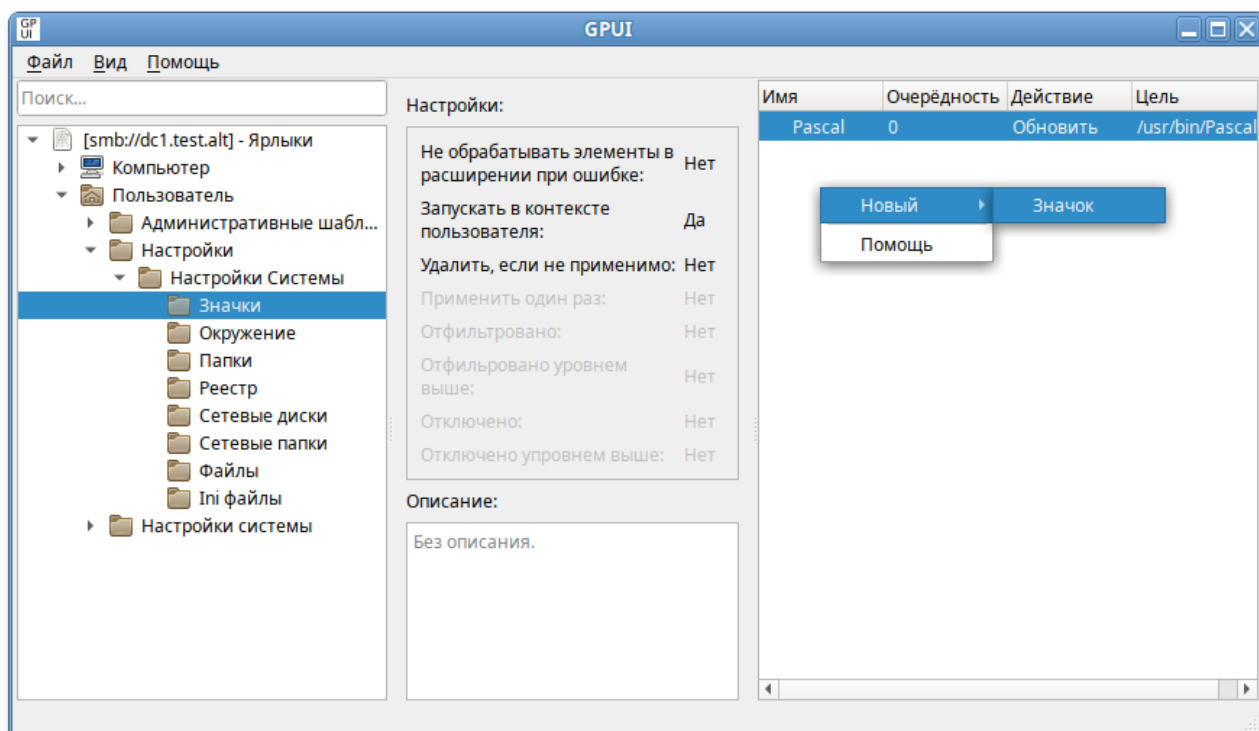 GPUI
GPUI
Файл Вид Помощь
Поиск...
[smb://dc1.test.alt] - Ярлыки
Компьютер
Пользователь
Административные шабл...
Настройки
Настройки Системы
Значки
Окружение
Папки
Реестр
Сетевые диски
Сетевые папки
Файлы
Ini файлы
Настройки системы
Настройки:
Не обрабатывать элементы в
расширении при ошибке: Нет
Запускать в контексте
пользователя: Да
Удалить, если не применимо: Нет
Применить один раз: Нет
Отфильтровано: Нет
Отфильровано уровнем
выше: Нет
Отключено: Нет
Отключено упровнем выше: Нет
Описание:
Без описания.
Имя Очерёдность Действие Цель
Pascal 0 Обновить /usr/bin/Pascal
Новый Значок
Помощь